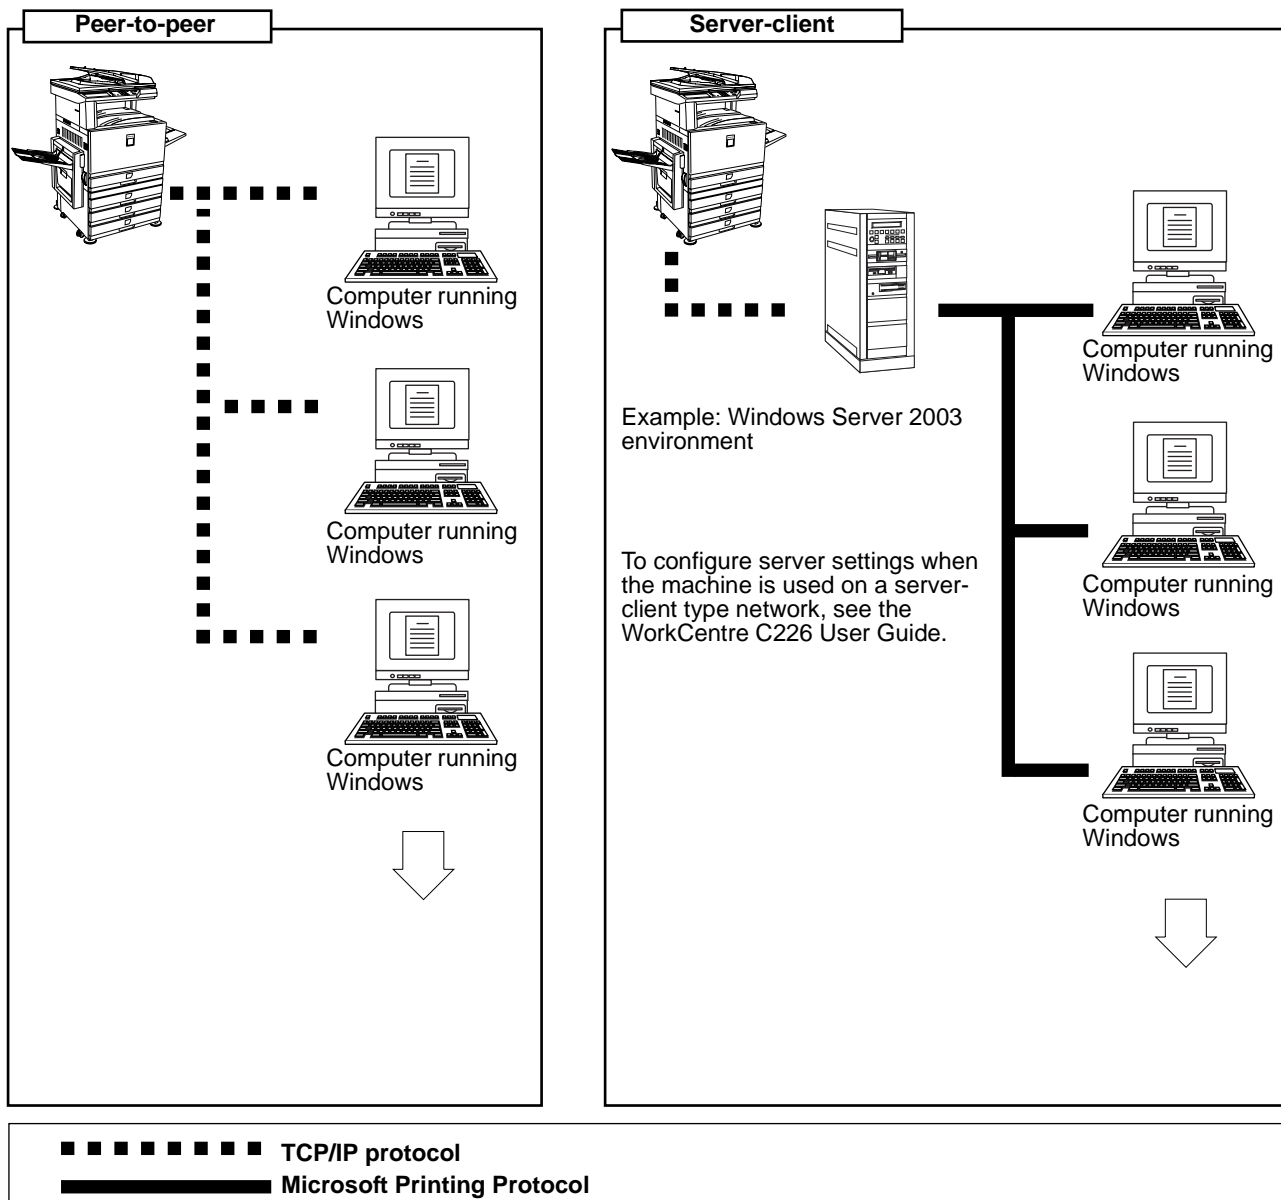 Peer-to-peer
Computer running
Windows
Computer running
Windows
Computer running
Windows
Server-client
Example: Windows Server 2003
environment
To configure server settings when
the machine is used on a server-
client type network, see the
WorkCentre C226 User Guide.
Computer running
Windows
Computer running
Windows
Computer running
Windows
TCP/IP protocol
Microsoft Printing Protocol